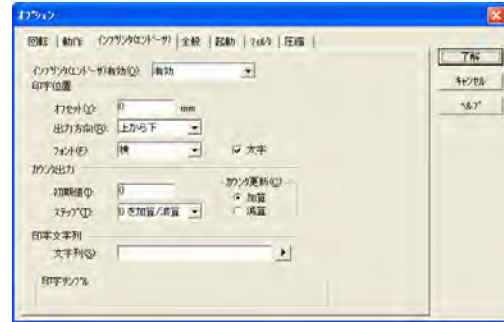 オプション
回転 動作 インプリンタ(エンドーサ) 全般 起動 フィルタ 圧縮
了解
キャンセル
ヘルプ
インプリンタ(エンドーサ)有効(Q) 有効
印字位置
オフセット(Y): 0 mm
出力方向(R): 上から下
フォント(F): 横 太字
カウンタ出力
初期値(I): 0
カウンタ更新(C)
加算
減算
ステップ(T): 0 を加算/減算
印字文字列
文字列(S):
印字サンプル